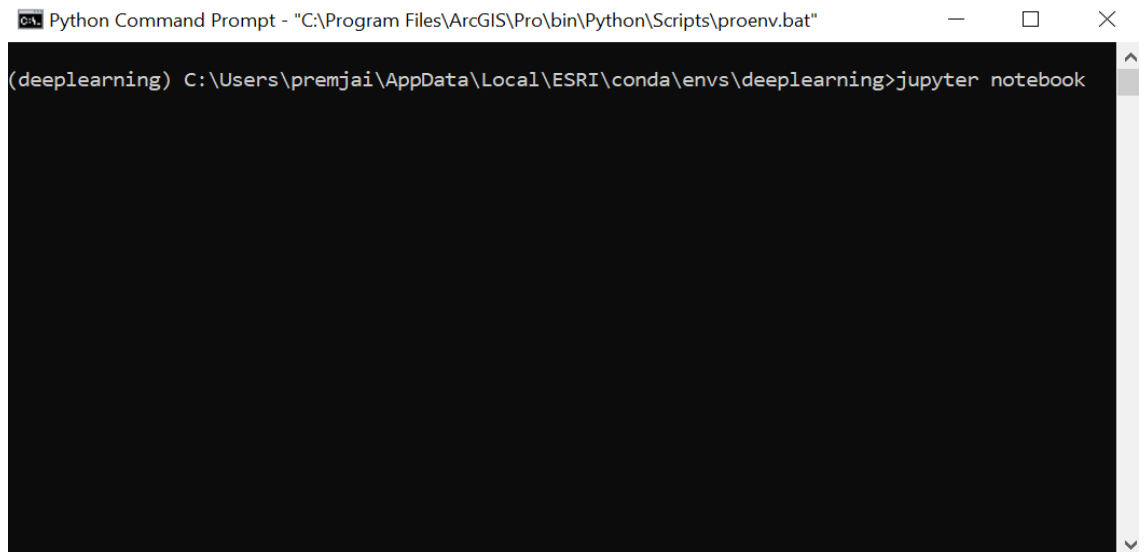 Python Command Prompt - "C:\Program Files\ArcGIS\Pro\bin\Python\Scripts\proenv.bat"
(deeplearning) C:\Users\premjai\AppData\Local\ESRI\conda\envs\deeplearning>jupyter notebook